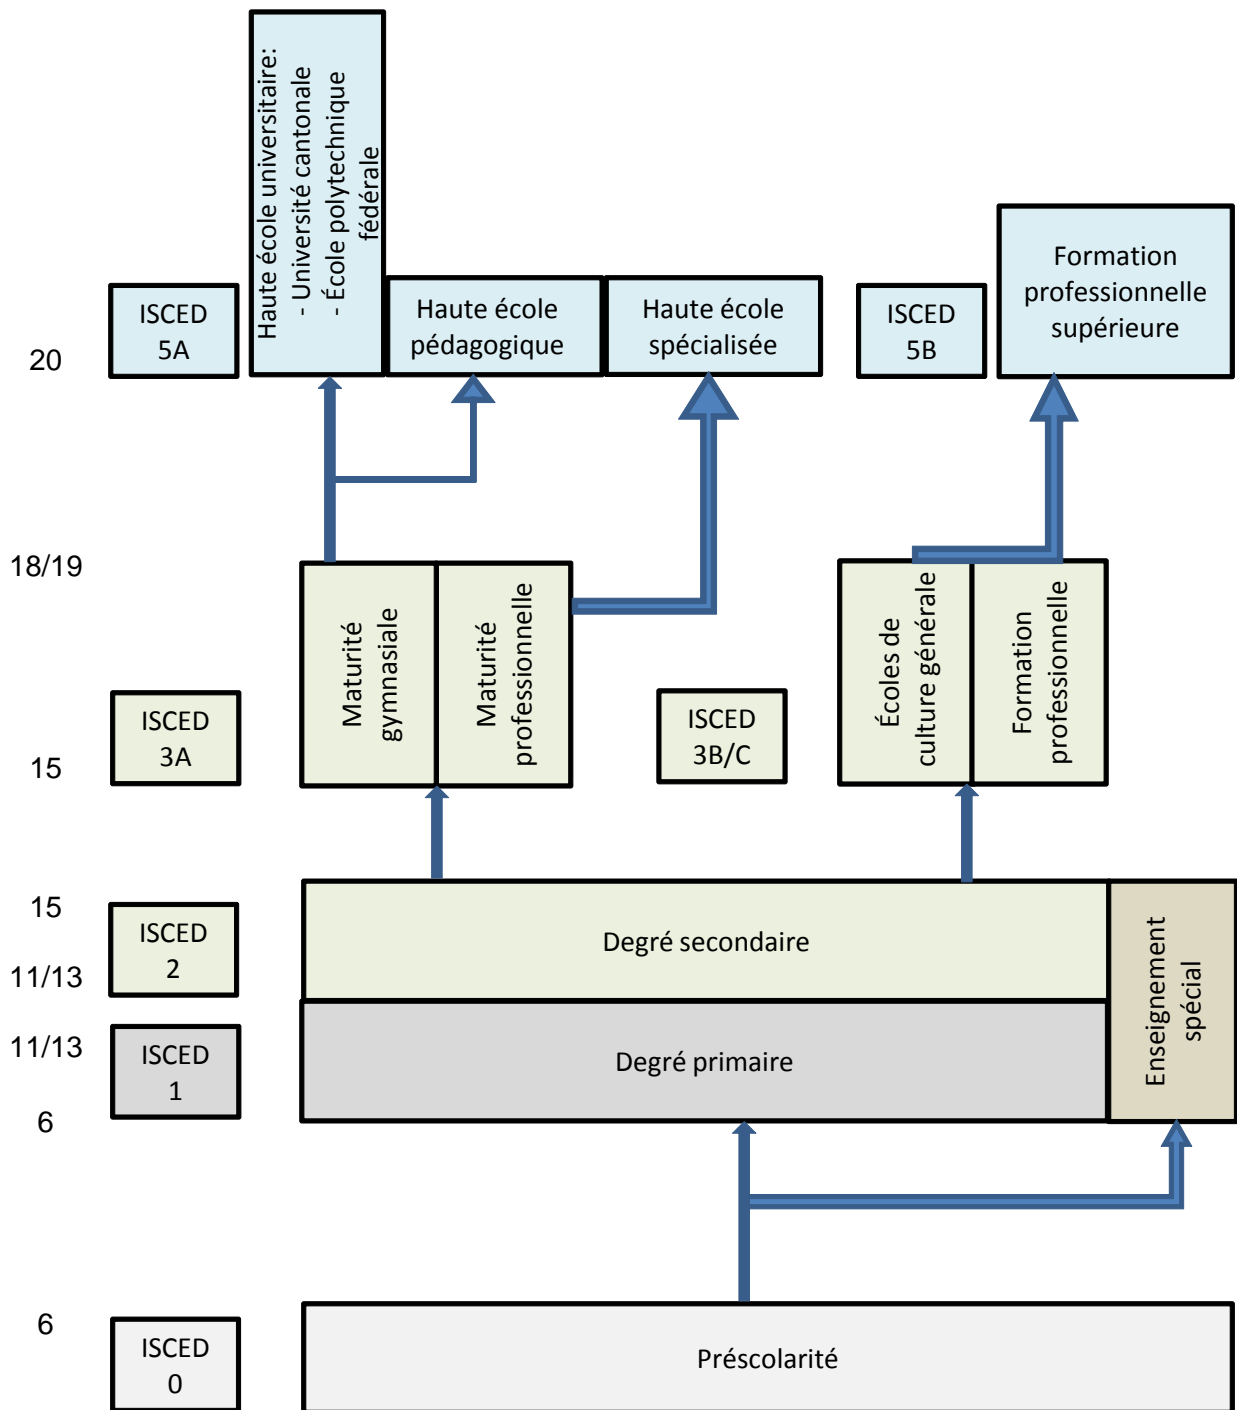 Haute école universitaire:
- Université cantonale
- École polytechnique
fédérale
Formation
professionnelle
supérieure
ISCED
5A
Haute école
pédagogique
Haute école
spécialisée
ISCED
5B
20
18/19
Maturité
gymnasiale
Maturité
professionnelle
Écoles de
culture générale
Formation
professionnelle
ISCED
3A
ISCED
3B/C
15
15
ISCED
2
11/13
Degré secondaire
Enseignement
spécial
11/13
ISCED
1
6
Degré primaire
6
ISCED
0
Préscolarité